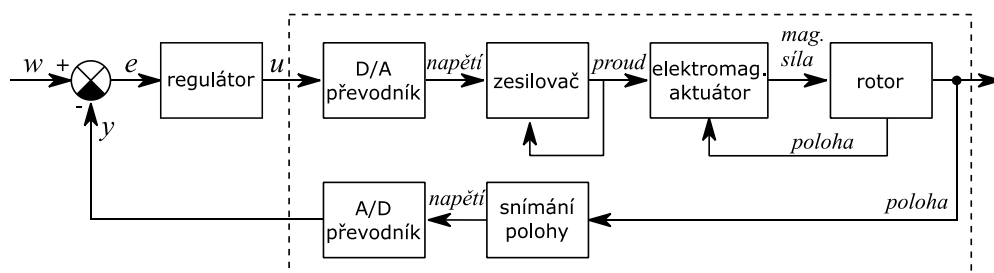 w
+
-
e
regulátor
u
D/A
převodník
napětí
zesilovač
proud
elektromag.
aktuátor
mag.
síla
rotor
poloha
y
A/D
převodník
napětí
snímání
polohy
poloha